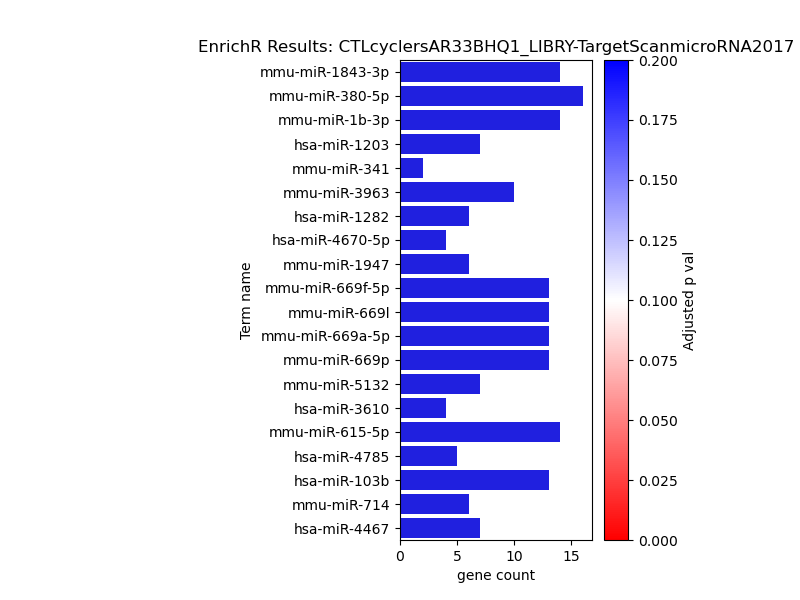 EnrichR Results: CTLcyclersAR33BHQ1_LIBRY-TargetScanmicroRNA2017
mmu-miR-1843-3p
mmu-miR-380-5p
mmu-miR-1b-3p
hsa-miR-1203
mmu-miR-341
mmu-miR-3963
hsa-miR-1282
hsa-miR-4670-5p
mmu-miR-1947
mmu-miR-669f-5p
mmu-miR-669l
mmu-miR-669a-5p
mmu-miR-669p
mmu-miR-5132
hsa-miR-3610
mmu-miR-615-5p
hsa-miR-4785
hsa-miR-103b
mmu-miR-714
hsa-miR-4467
Term name
0 5 10 15
gene count
0.200
0.175
0.150
0.125
0.100
0.075
0.050
0.025
0.000
Adjusted p val